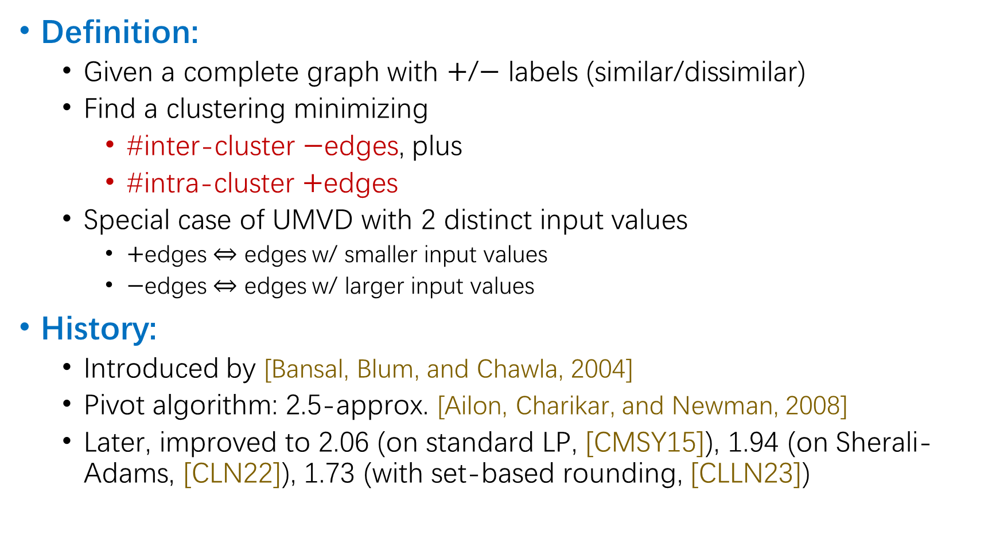 • Definition:
• Given a complete graph with +/− labels (similar/dissimilar)
• Find a clustering minimizing
• #inter-cluster −edges, plus
• #intra-cluster +edges
• Special case of UMVD with 2 distinct input values
• +edges ⇔ edges w/ smaller input values
• −edges ⇔ edges w/ larger input values
• History:
• Introduced by [Bansal, Blum, and Chawla, 2004]
• Pivot algorithm: 2.5-approx. [Ailon, Charikar, and Newman, 2008]
• Later, improved to 2.06 (on standard LP, [CMSY15]), 1.94 (on Sherali-
Adams, [CLN22]), 1.73 (with set-based rounding, [CLLN23])